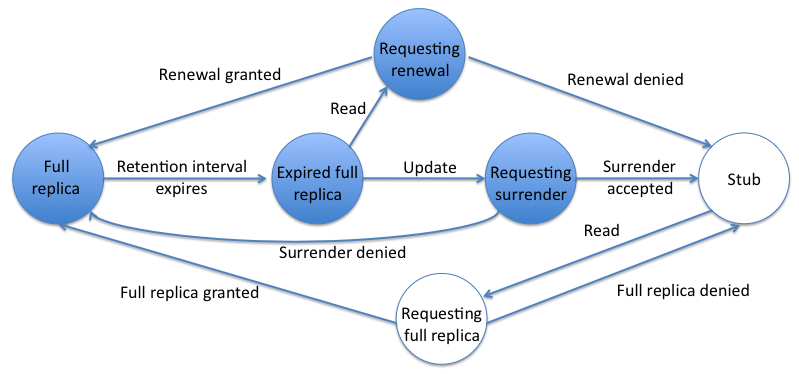 Requesting
renewal
Renewal granted
Renewal denied
Read
Full
replica
Retention interval
expires
Expired full
replica
Update
Requesting
surrender
Surrender
accepted
Stub
Read
Surrender denied
Full replica granted
Full replica denied
Requesting
full replica